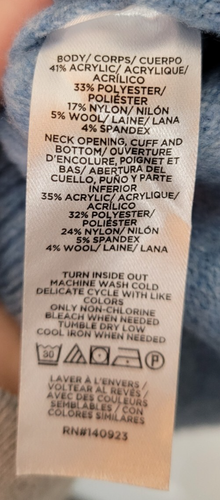 BODY/ CORPS/ CUERPO
41% ACRYLIC/ ACRYLIQUE/
ACRÍLICO
33% POLYESTER/
POLIÉSTER
17% NYLON/ NILÓN
5% WOOL/ LAINE/ LANA
4% SPANDEX
NECK OPENING, CUFF AND
BOTTOM/ OUVERTURE
D'ENCOLURE, POIGNET ET
BAS/ ABERTURA DEL
CUELLO, PUÑO Y PARTE
INFERIOR
35% ACRYLIC/ ACRYLIQUE/
ACRÍLICO
32% POLYESTER/
POLIÉSTER
24% NYLON/ NILÓN
5% SPANDEX
4% WOOL/ LAINE/ LANA
TURN INSIDE OUT
MACHINE WASH COLD
DELICATE CYCLE WITH LIKE
COLORS
ONLY NON-CHLORINE
BLEACH WHEN NEEDED
TUMBLE DRY LOW
COOL IRON WHEN NEEDED
30 P
LAVER À L'ENVERS /
VOLTEAR AL REVÉS /
AVEC DES COULEURS
SEMBLABLES / CON
COLORES SIMILARES
RN#140923